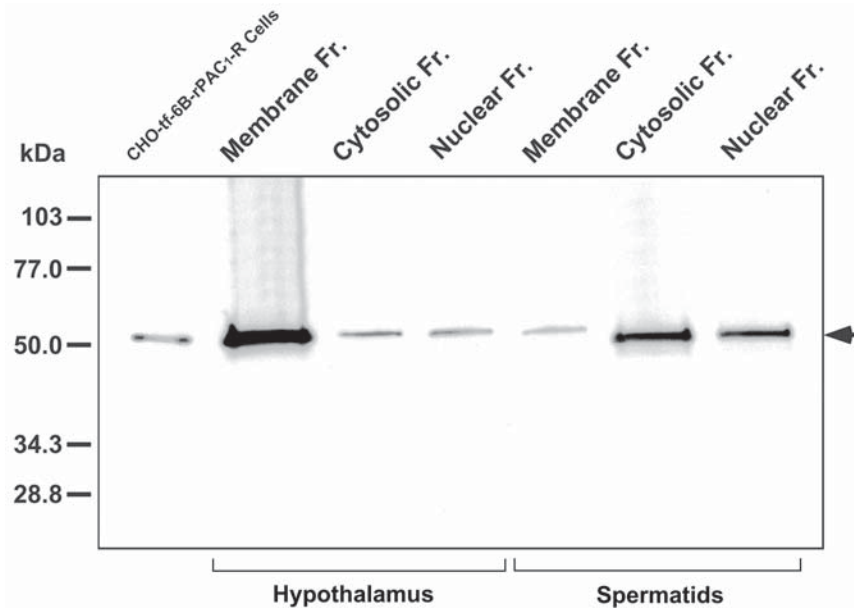 CHO-tf-6B-rPAC₁-R Cells
Membrane Fr.
Cytosolic Fr.
Nuclear Fr.
Membrane Fr.
Cytosolic Fr.
Nuclear Fr.
kDa
103
77.0
50.0
34.3
28.8
Hypothalamus
Spermatids